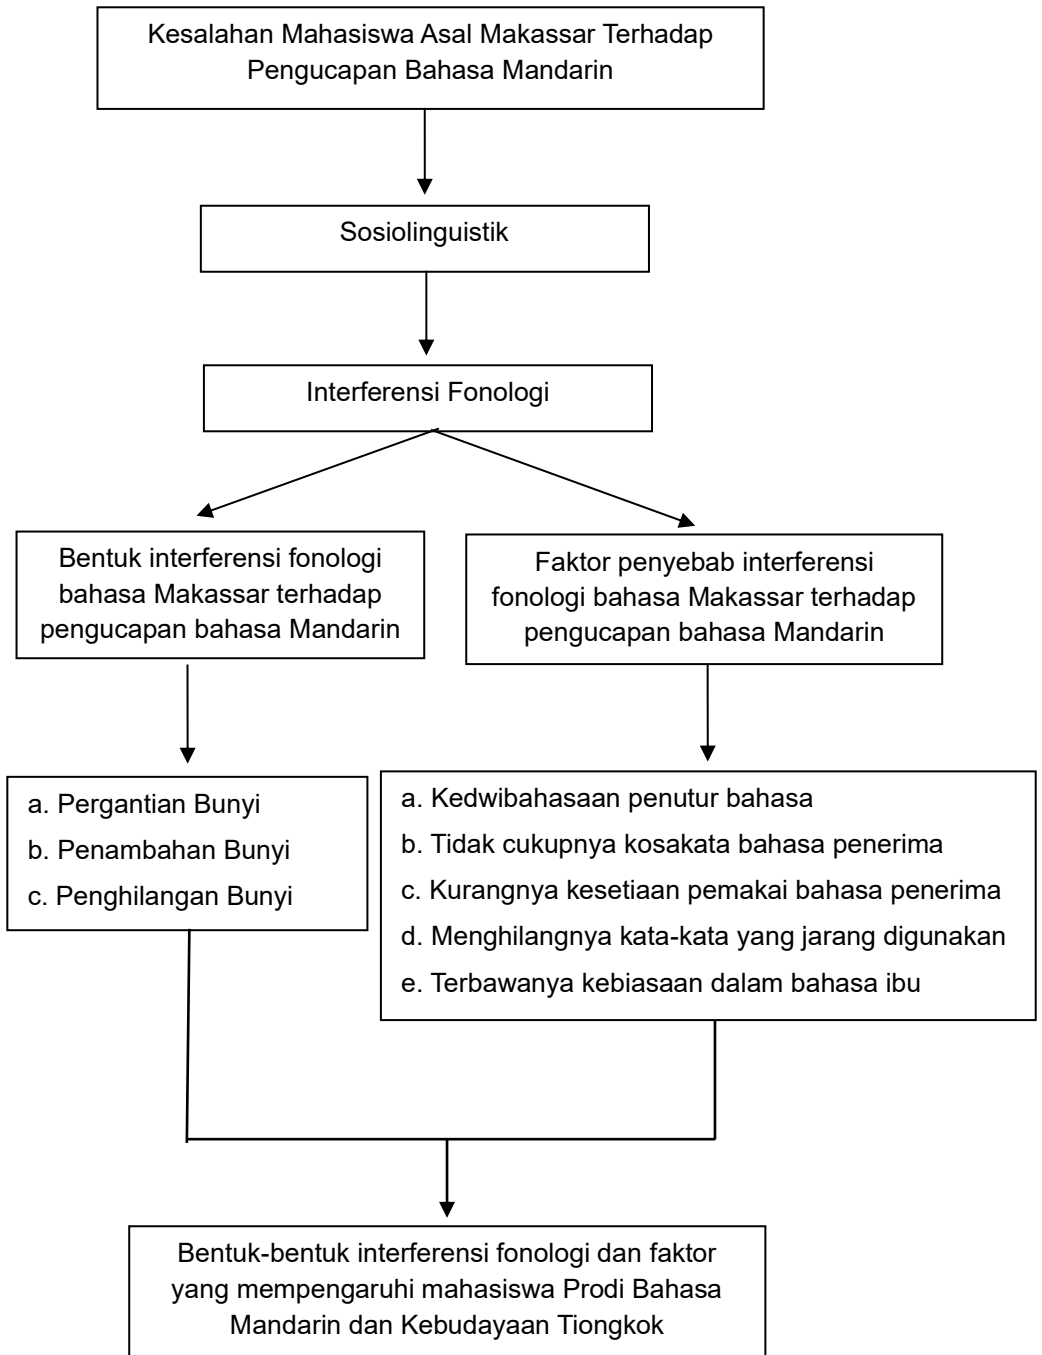 Kesalahan Mahasiswa Asal Makassar Terhadap
Pengucapan Bahasa Mandarin
Sosiolinguistik
Interferensi Fonologi
Bentuk interferensi fonologi
bahasa Makassar terhadap
pengucapan bahasa Mandarin
Faktor penyebab interferensi
fonologi bahasa Makassar terhadap
pengucapan bahasa Mandarin
a. Pergantian Bunyi
b. Penambahan Bunyi
c. Penghilangan Bunyi
a. Kedwibahasaan penutur bahasa
b. Tidak cukupnya kosakata bahasa penerima
c. Kurangnya kesetiaan pemakai bahasa penerima
d. Menghilangnya kata-kata yang jarang digunakan
e. Terbawanya kebiasaan dalam bahasa ibu
Bentuk-bentuk interferensi fonologi dan faktor
yang mempengaruhi mahasiswa Prodi Bahasa
Mandarin dan Kebudayaan Tiongkok